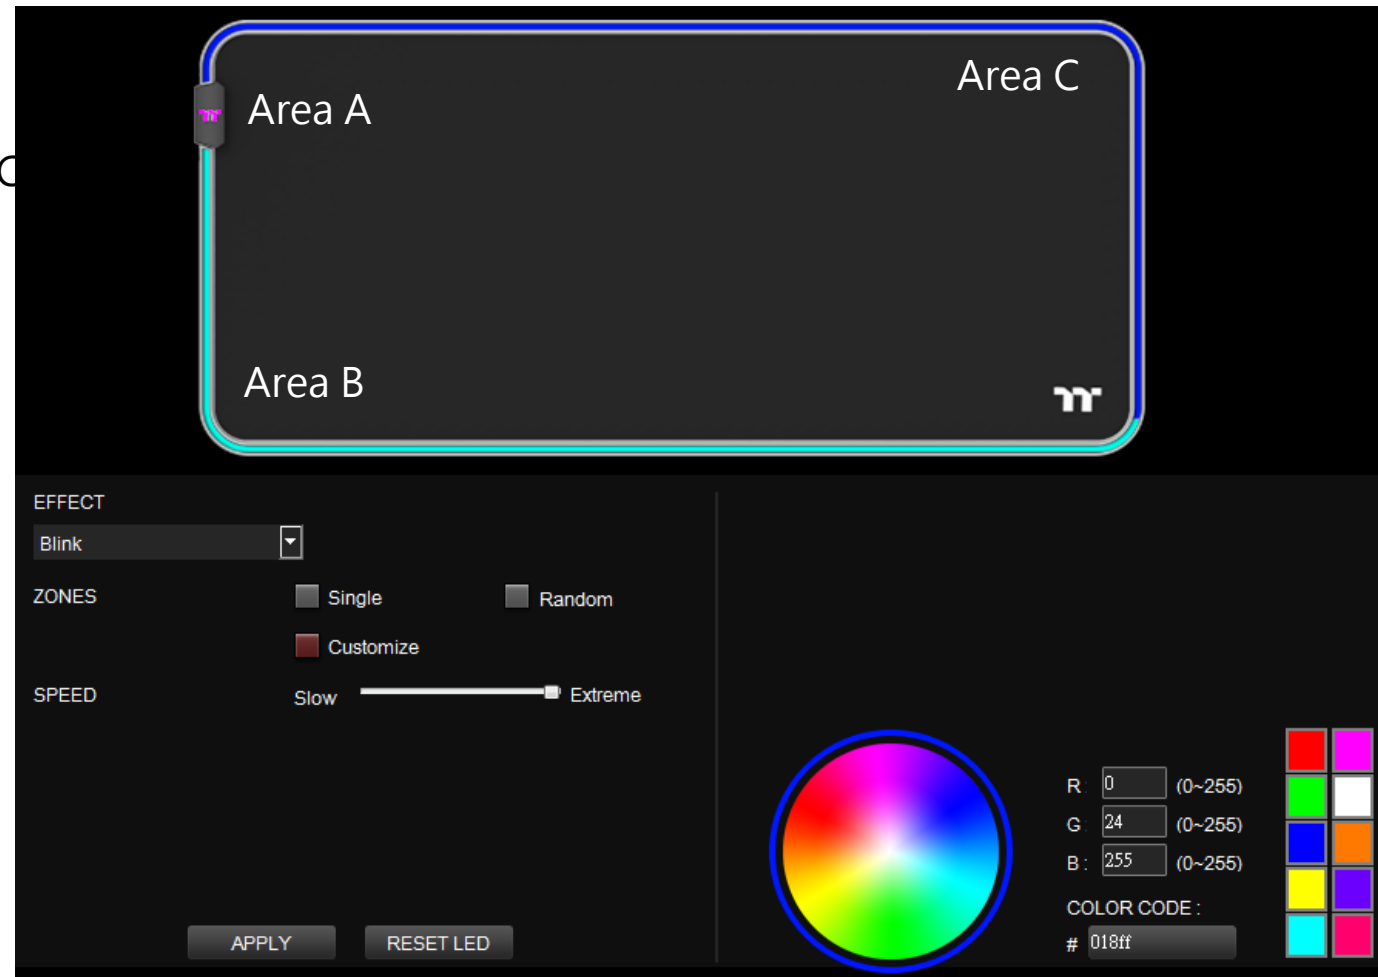 Area C
Area A
Area B
EFFECT
Blink
ZONES
Single
Random
Customize
SPEED
Slow
Extreme
R : 0 (0~255)
G : 24 (0~255)
B : 255 (0~255)
COLOR CODE :
# 018ff
APPLY
RESET LED